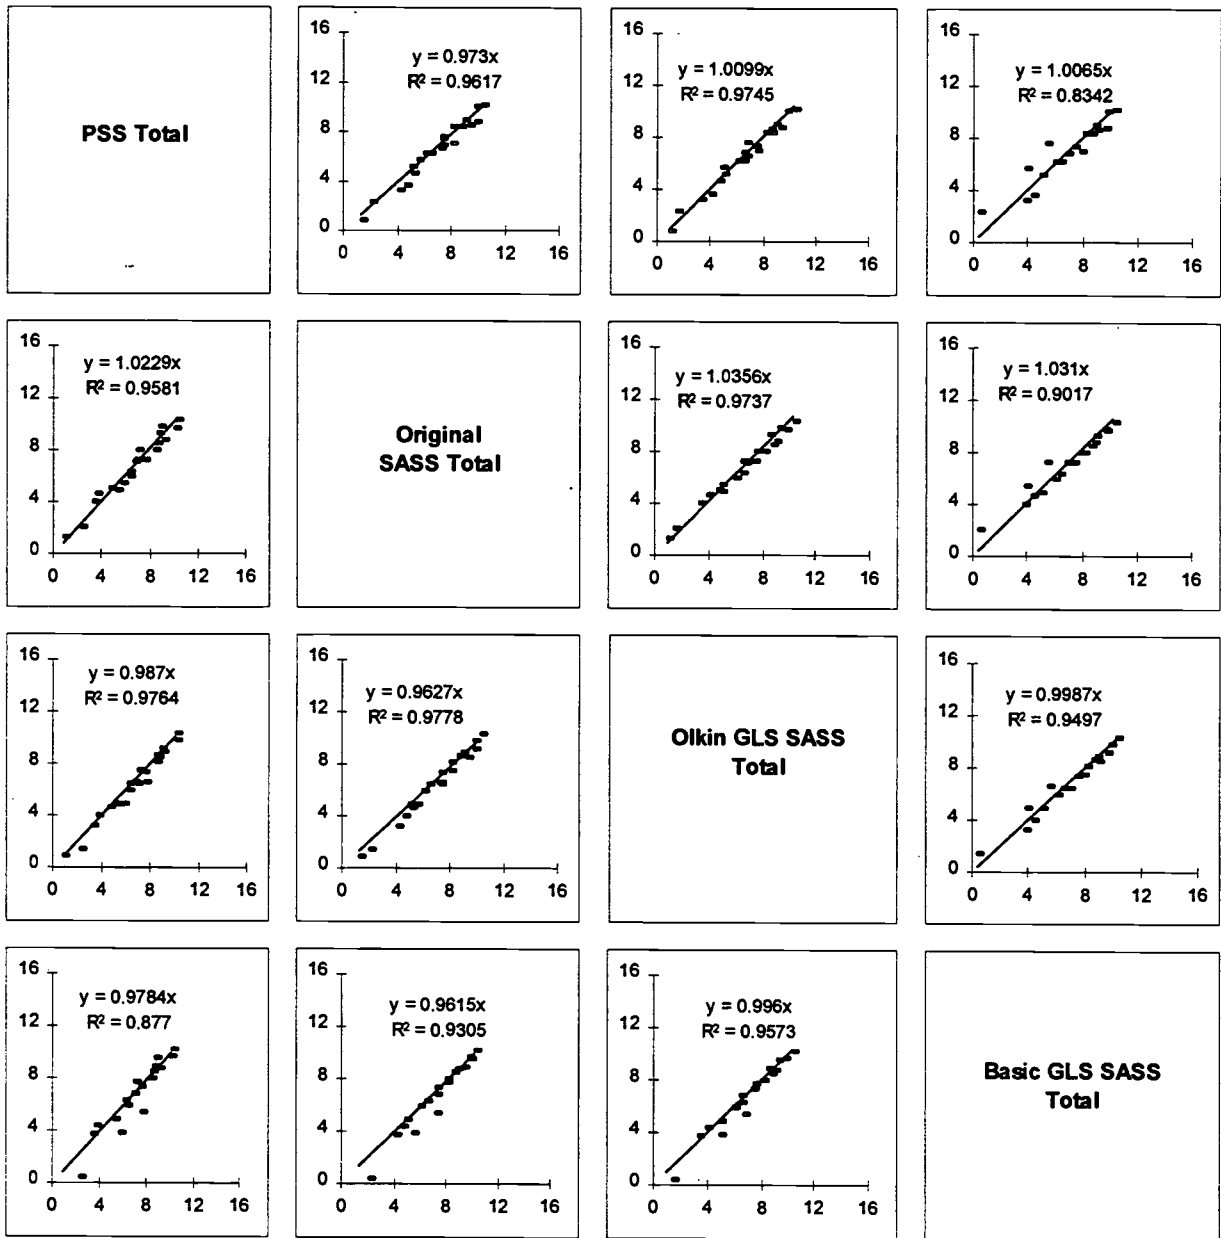 PSS Total
16
12
8
4
0
y = 0.973x
R² = 0.9617
0 4 8 12 16
16
12
8
4
0
y = 1.0099x
R² = 0.9745
0 4 8 12 16
16
12
8
4
0
y = 1.0065x
R² = 0.8342
0 4 8 12 16
16
12
8
4
0
y = 1.0229x
R² = 0.9581
0 4 8 12 16
Original
SASS Total
16
12
8
4
0
y = 1.0356x
R² = 0.9737
0 4 8 12 16
16
12
8
4
0
y = 1.031x
R² = 0.9017
0 4 8 12 16
16
12
8
4
0
y = 0.987x
R² = 0.9764
0 4 8 12 16
16
12
8
4
0
y = 0.9627x
R² = 0.9778
0 4 8 12 16
Olkin GLS SASS
Total
16
12
8
4
0
y = 0.9987x
R² = 0.9497
0 4 8 12 16
16
12
8
4
0
y = 0.9784x
R² = 0.877
0 4 8 12 16
16
12
8
4
0
y = 0.9615x
R² = 0.9305
0 4 8 12 16
16
12
8
4
0
y = 0.996x
R² = 0.9573
0 4 8 12 16
Basic GLS SASS
Total